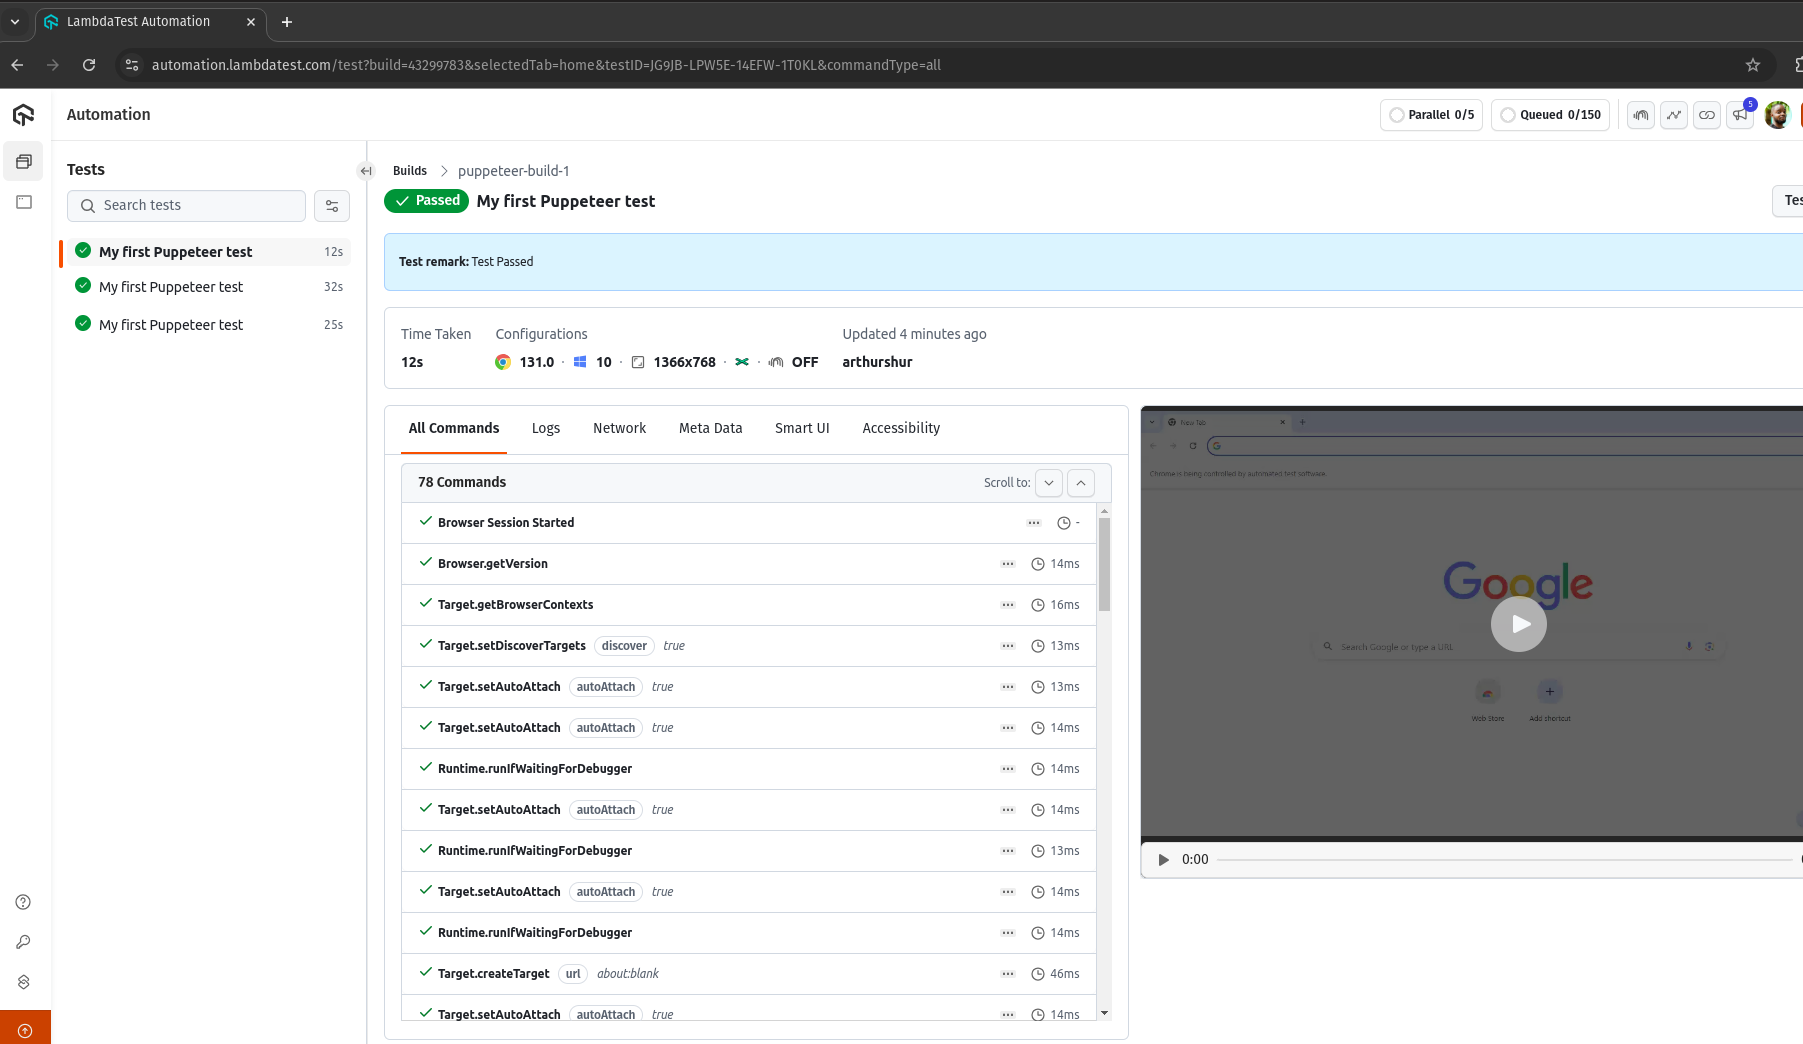 LambdaTest Automation
automation.lambdatest.com/test?build=43299783&selectedTab=home&testID=JG9JB-LPW5E-14EFW-1T0KL&commandType=all
Automation
Parallel 0/5
Queued 0/150
5
Tests
Search tests
My first Puppeteer test 12s
My first Puppeteer test 32s
My first Puppeteer test 25s
Builds > puppeteer-build-1
Passed My first Puppeteer test
Tes
Test remark: Test Passed
Time Taken Configurations Updated 4 minutes ago
12s 131.0 · 10 · 1366x768 · · OFF arthurshur
All Commands Logs Network Meta Data Smart UI Accessibility
78 Commands Scroll to:
Browser Session Started -
Browser.getVersion 14ms
Target.getBrowserContexts 16ms
Target.setDiscoverTargets discover true 13ms
Target.setAutoAttach autoAttach true 13ms
Target.setAutoAttach autoAttach true 14ms
Runtime.runIfWaitingForDebugger 14ms
Target.setAutoAttach autoAttach true 14ms
Runtime.runIfWaitingForDebugger 13ms
Target.setAutoAttach autoAttach true 14ms
Runtime.runIfWaitingForDebugger 14ms
Target.createTarget url about:blank 46ms
Target.setAutoAttach autoAttach true 14ms
New Tab
Chrome is being controlled by automated test software.
Google
Search Google or type a URL
Web Store
Add shortcut
0:00